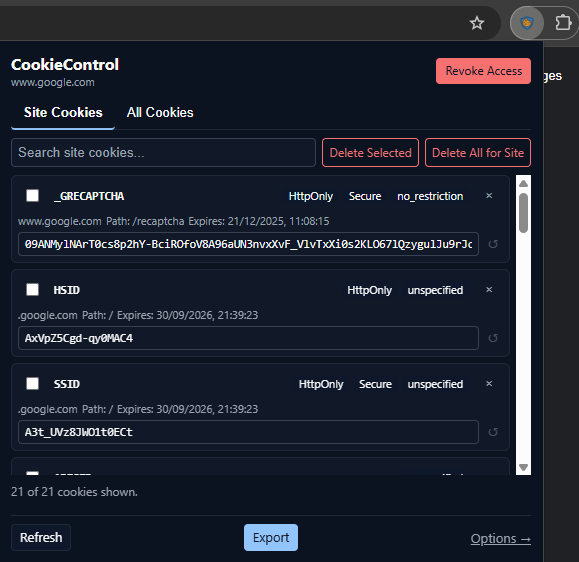 ges
CookieControl
www.google.com
Revoke Access
Site Cookies
All Cookies
Search site cookies...
Delete Selected
Delete All for Site
_GRECAPTCHA
HttpOnly Secure no_restriction ×
www.google.com Path: /recaptcha Expires: 21/12/2025, 11:08:15
HSID
HttpOnly unspecified ×
.google.com Path: / Expires: 30/09/2026, 21:39:23
AxVpZ5Cgd-qy0MAC4
SSID
HttpOnly Secure unspecified ×
.google.com Path: / Expires: 30/09/2026, 21:39:23
A3t_UVz8JWO1t0ECt
21 of 21 cookies shown.
Refresh
Export
Options →